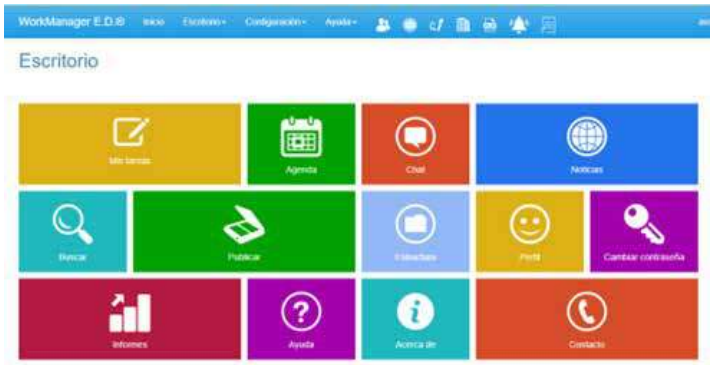 WorkManager E.D.® Inicio Escritorio Configuración Ayuda
Escritorio
Mis tareas
Agenda
Chat
Noticias
Buscar
Publicar
Estructura
Perfil
Cambiar contraseña
Informes
Ayuda
Acerca de
Contacto